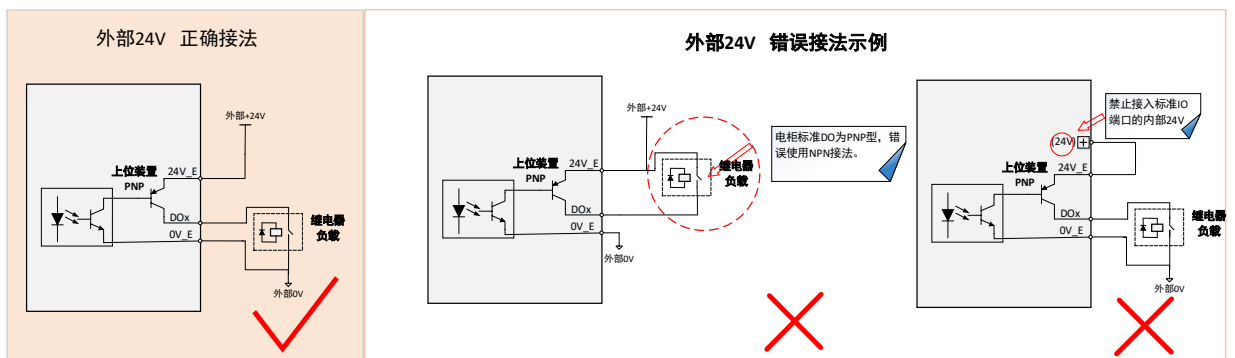 外部24V 正确接法
外部+24V
上位装置
PNP
24V_E
DOx
0V_E
继电器
负载
外部0V
外部24V 错误接法示例
外部+24V
上位装置
PNP
24V_E
DOx
0V_E
继电器
负载
外部0V
电柜标准DO为PNP型，错
误使用NPN接法。
禁止接入标准IO
端口的内部24V
(24V)
上位装置
PNP
24V_E
DOx
0V_E
继电器
负载
外部0V